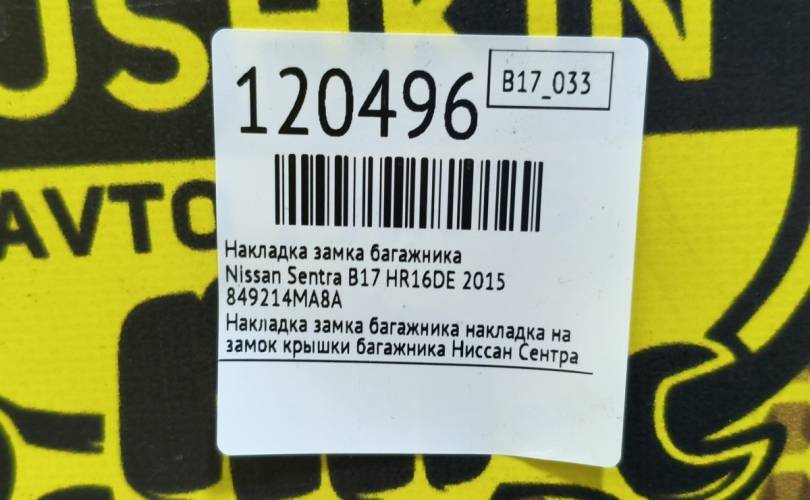 USHKIN
AVTO
120496
B17_033
Накладка замка багажника
Nissan Sentra B17 HR16DE 2015
849214MA8A
Накладка замка багажника накладка на
замок крышки багажника Ниссан Сентра